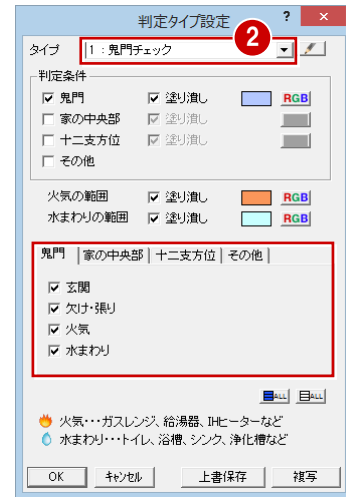 判定タイプ設定 ? ×
2
タイプ 1 : 鬼門チェック
判定条件
鬼門 塗り潰し RGB
家の中央部 塗り潰し
十二支方位 塗り潰し
その他
火気の範囲 塗り潰し RGB
水まわりの範囲 塗り潰し RGB
鬼門 家の中央部 十二支方位 その他
玄関
欠け・張り
火気
水まわり
ALL ALL
火気・・・ガスレンジ、給湯器、IHヒーターなど
水まわり・・・トイレ、浴槽、シンク、浄化槽など
OK キャンセル 上書保存 複写